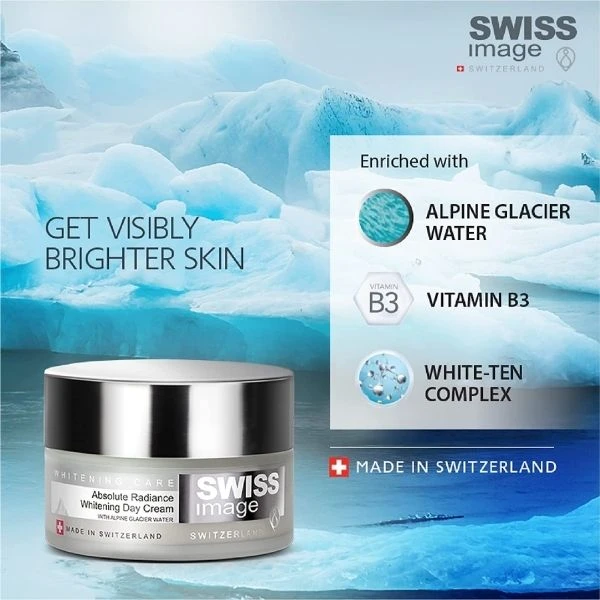 SWISS
image
SWITZERLAND
Enriched with
GET VISIBLY
BRIGHTER SKIN
ALPINE GLACIER
WATER
VITAMIN
B3
VITAMIN B3
WHITE-TEN
COMPLEX
MADE IN SWITZERLAND
WHITENING CARE
Absolute Radiance
Whitening Day Cream
WITH ALPINE GLACIER WATER
MADE IN SWITZERLAND
SWISS
image
SWITZERLAND